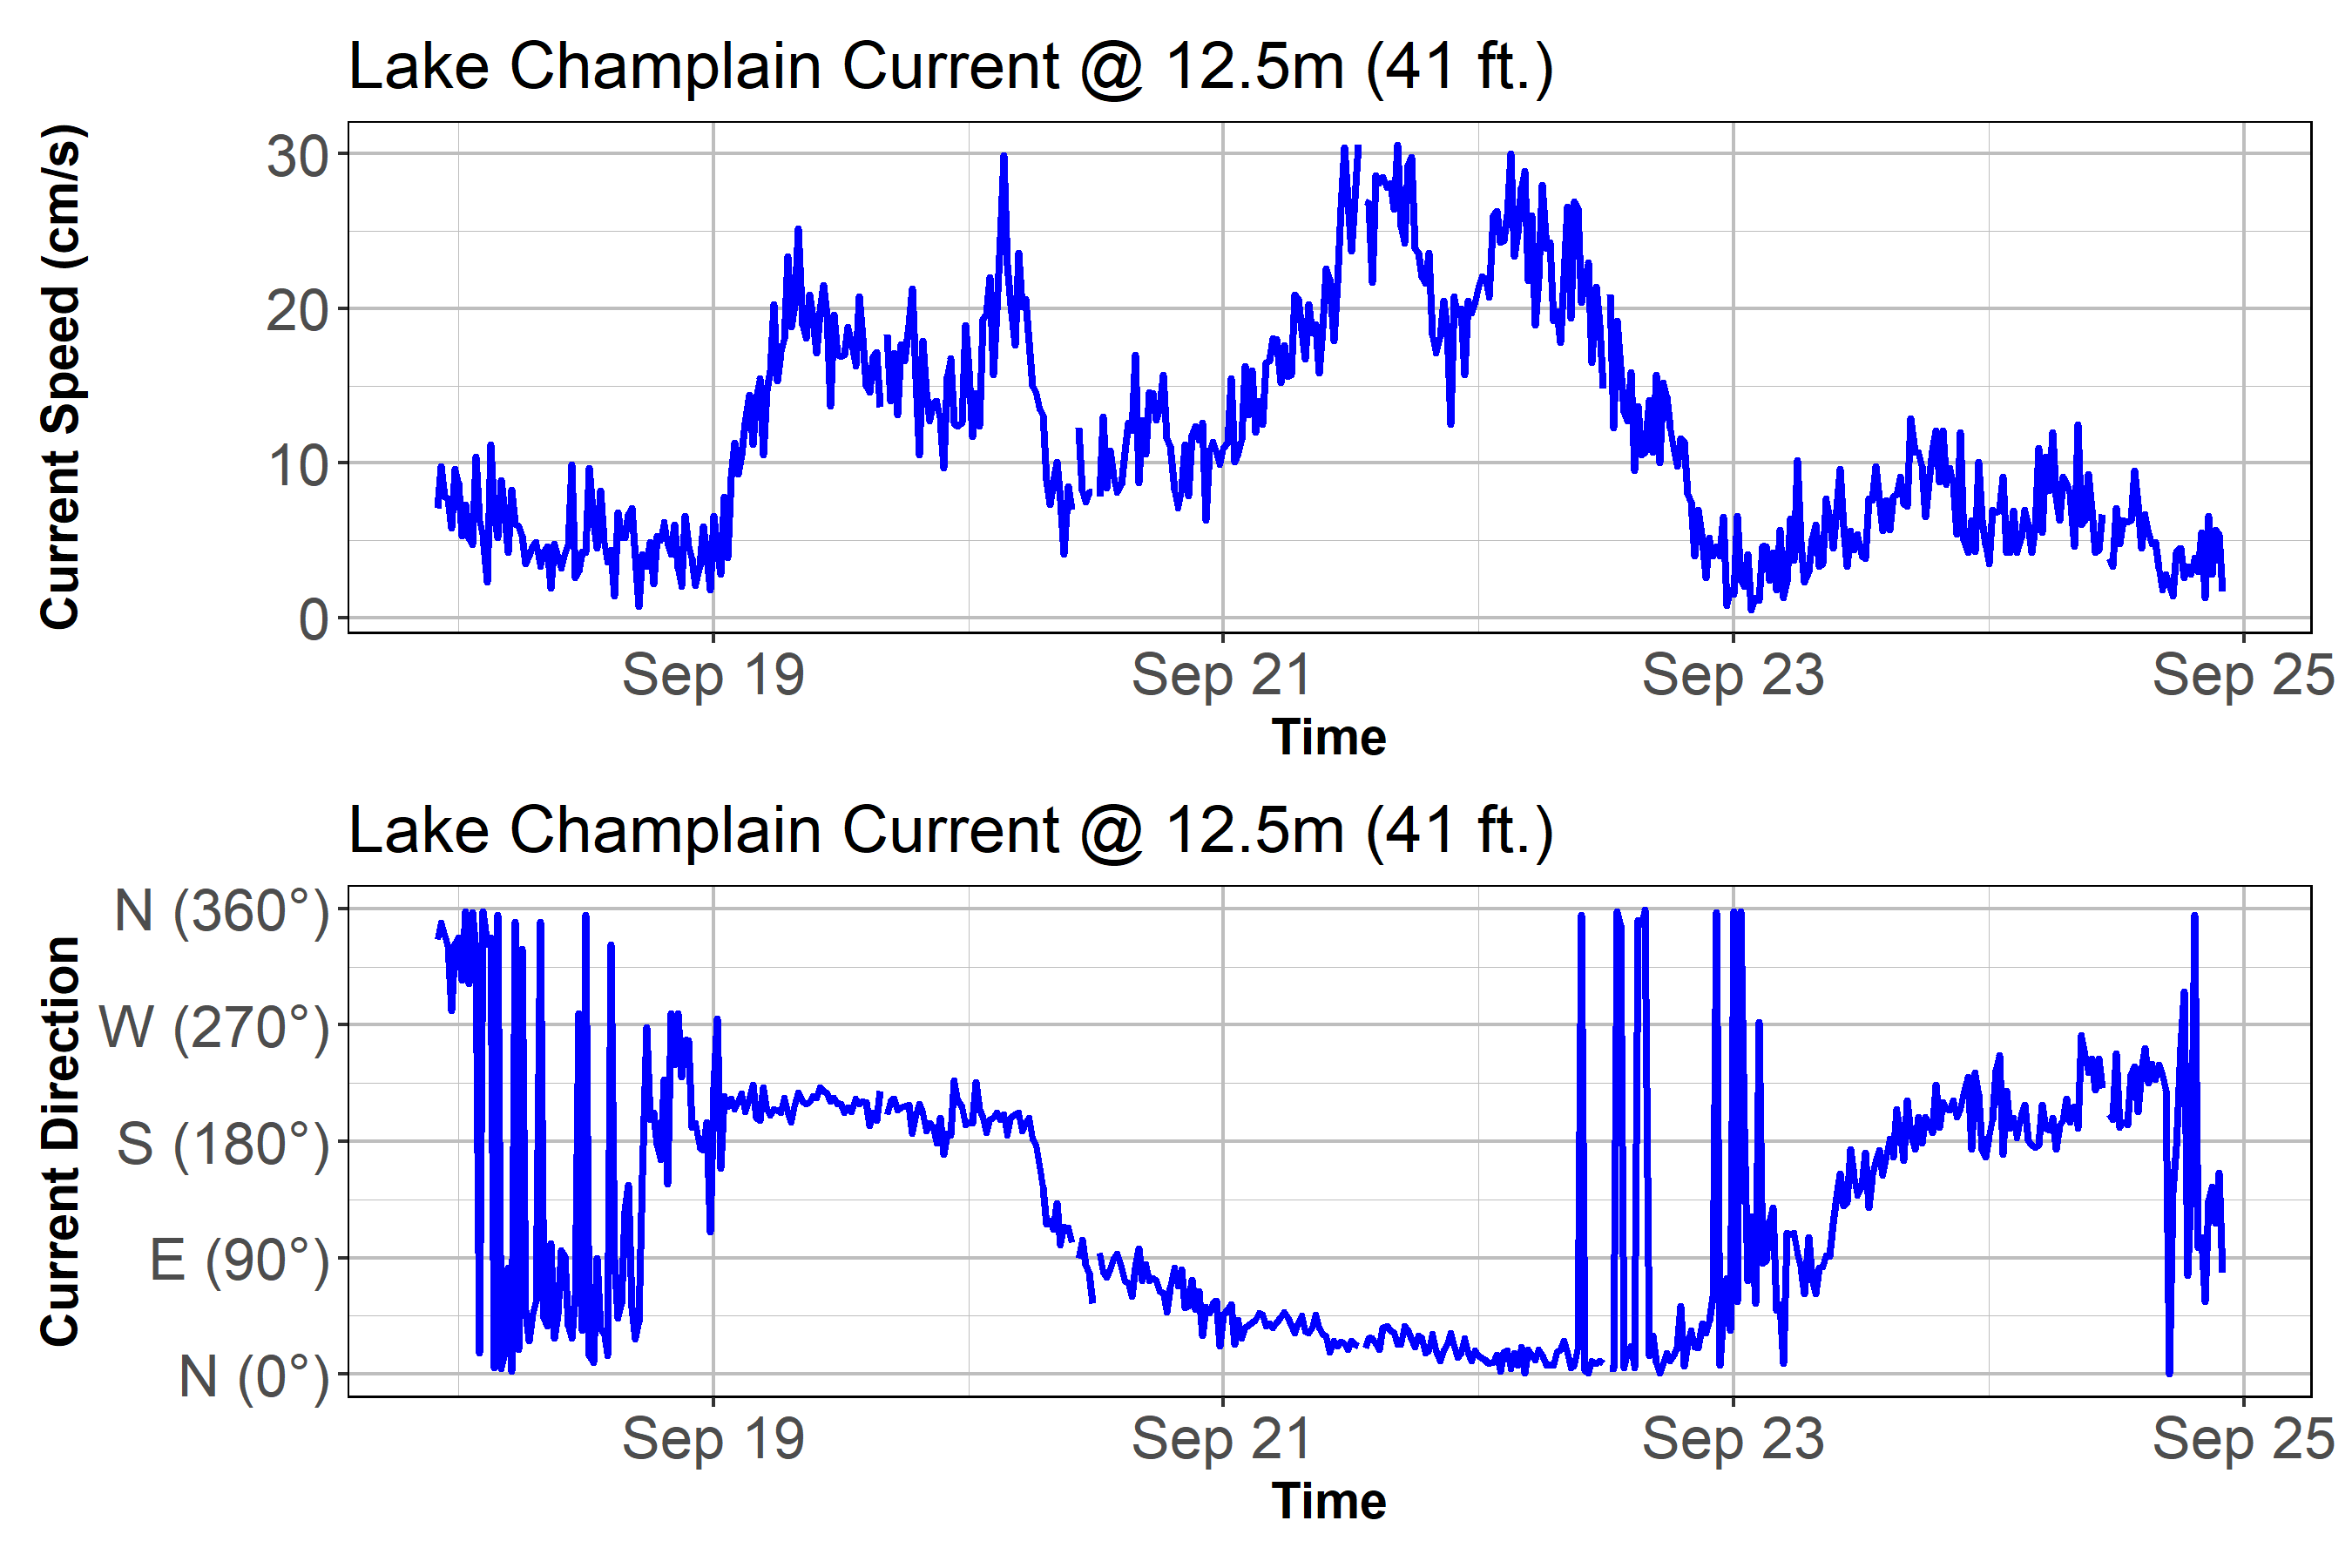 Lake Champlain Current @ 12.5m (41 ft.)
Current Speed (cm/s)
30
20
10
0
Sep 19
Sep 21
Sep 23
Sep 25
Time
Lake Champlain Current @ 12.5m (41 ft.)
Current Direction
N (360°)
W (270°)
S (180°)
E (90°)
N (0°)
Sep 19
Sep 21
Sep 23
Sep 25
Time